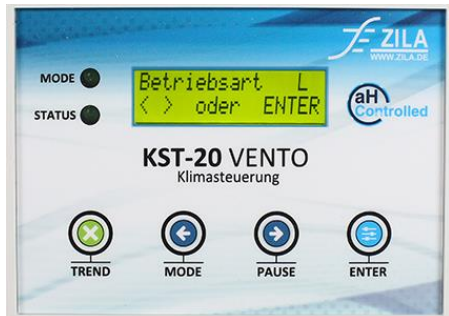 ZILA
WWW.ZILA.DE
MODE
STATUS
Betriebsart L
< > oder ENTER
aH
Controlled
KST-20 VENTO
Klimasteuerung
TREND
MODE
PAUSE
ENTER